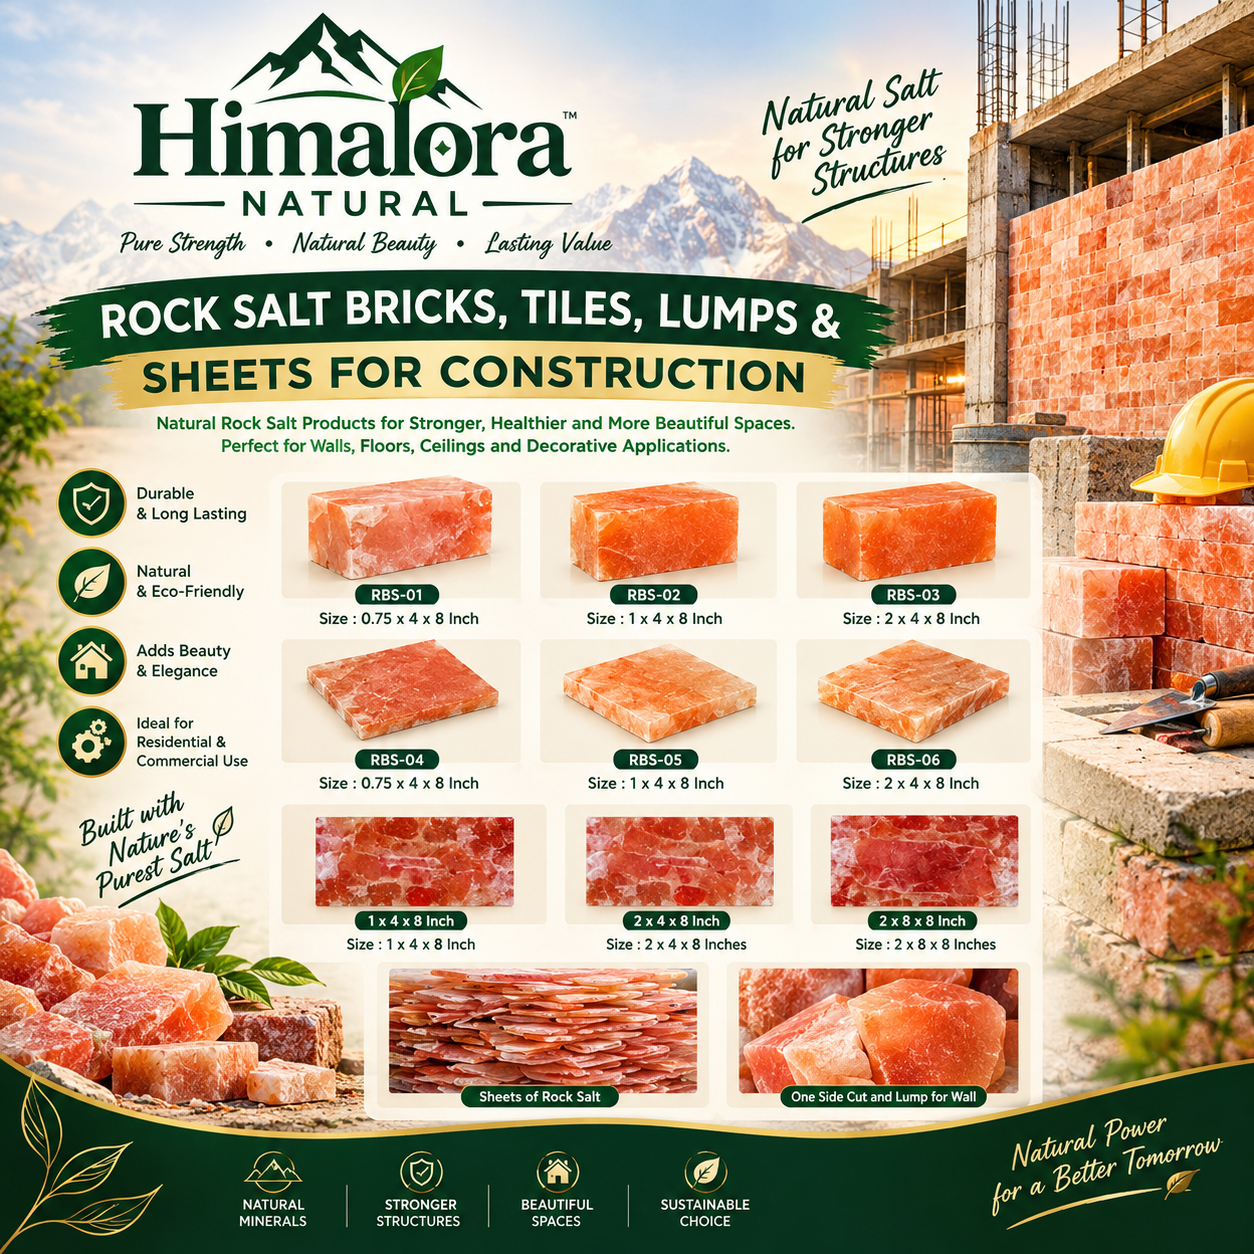 Himalora™
NATURAL
Pure Strength • Natural Beauty • Lasting Value
Natural Salt
for Stronger
Structures
ROCK SALT BRICKS, TILES, LUMPS &
SHEETS FOR CONSTRUCTION
Natural Rock Salt Products for Stronger, Healthier and More Beautiful Spaces.
Perfect for Walls, Floors, Ceilings and Decorative Applications.
Durable
& Long Lasting
Natural
& Eco-Friendly
Adds Beauty
& Elegance
Ideal for
Residential &
Commercial Use
Built with
Nature's
Purest Salt
RBS-01
Size : 0.75 x 4 x 8 Inch
RBS-02
Size : 1 x 4 x 8 Inch
RBS-03
Size : 2 x 4 x 8 Inch
RBS-04
Size : 0.75 x 4 x 8 Inch
RBS-05
Size : 1 x 4 x 8 Inch
RBS-06
Size : 2 x 4 x 8 Inch
1 x 4 x 8 Inch
Size : 1 x 4 x 8 Inch
2 x 4 x 8 Inch
Size : 2 x 4 x 8 Inches
2 x 8 x 8 Inch
Size : 2 x 8 x 8 Inches
Sheets of Rock Salt
One Side Cut and Lump for Wall
NATURAL
MINERALS
STRONGER
STRUCTURES
BEAUTIFUL
SPACES
SUSTAINABLE
CHOICE
Natural Power
for a Better Tomorrow